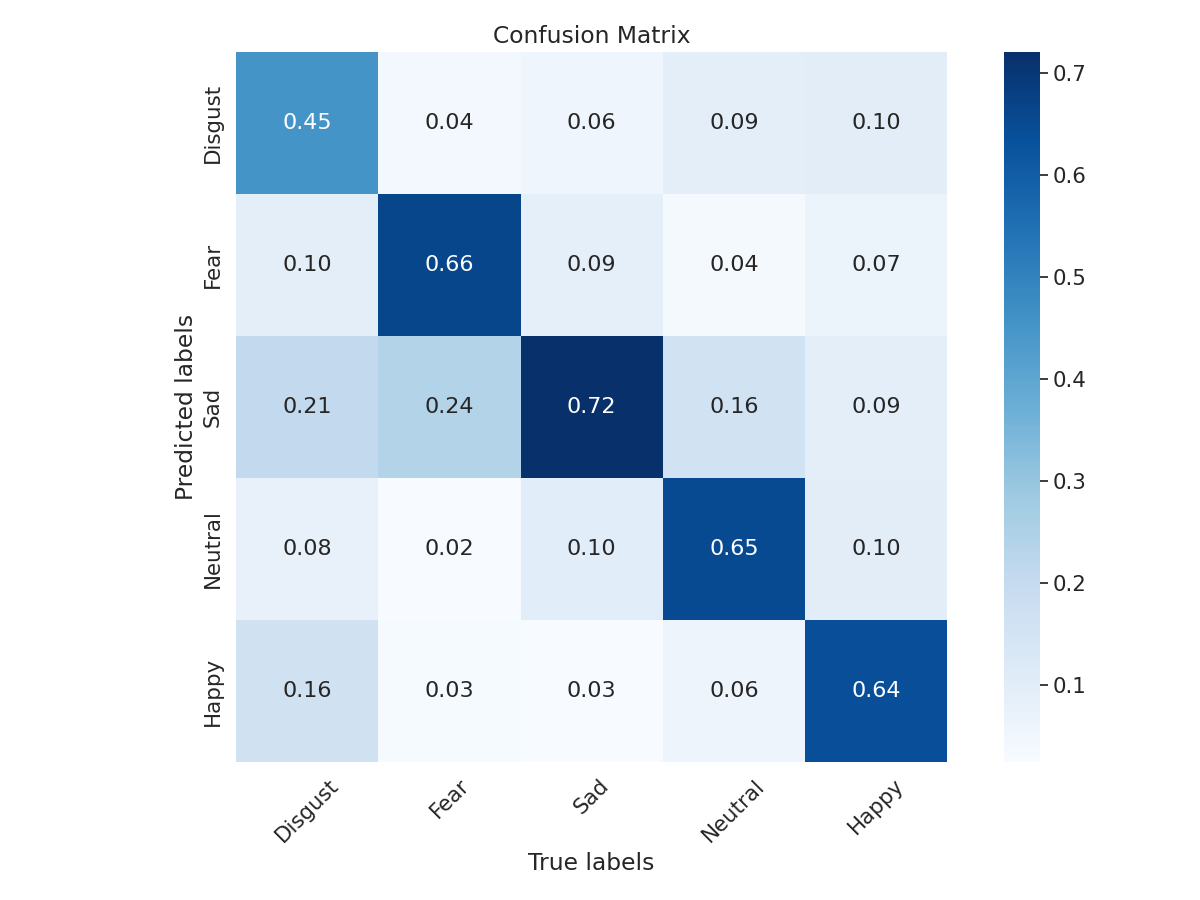 Confusion Matrix
Predicted labels
Disgust 0.45 0.04 0.06 0.09 0.10
Fear 0.10 0.66 0.09 0.04 0.07
Sad 0.21 0.24 0.72 0.16 0.09
Neutral 0.08 0.02 0.10 0.65 0.10
Happy 0.16 0.03 0.03 0.06 0.64
Disgust Fear Sad Neutral Happy
True labels
0.7
0.6
0.5
0.4
0.3
0.2
0.1